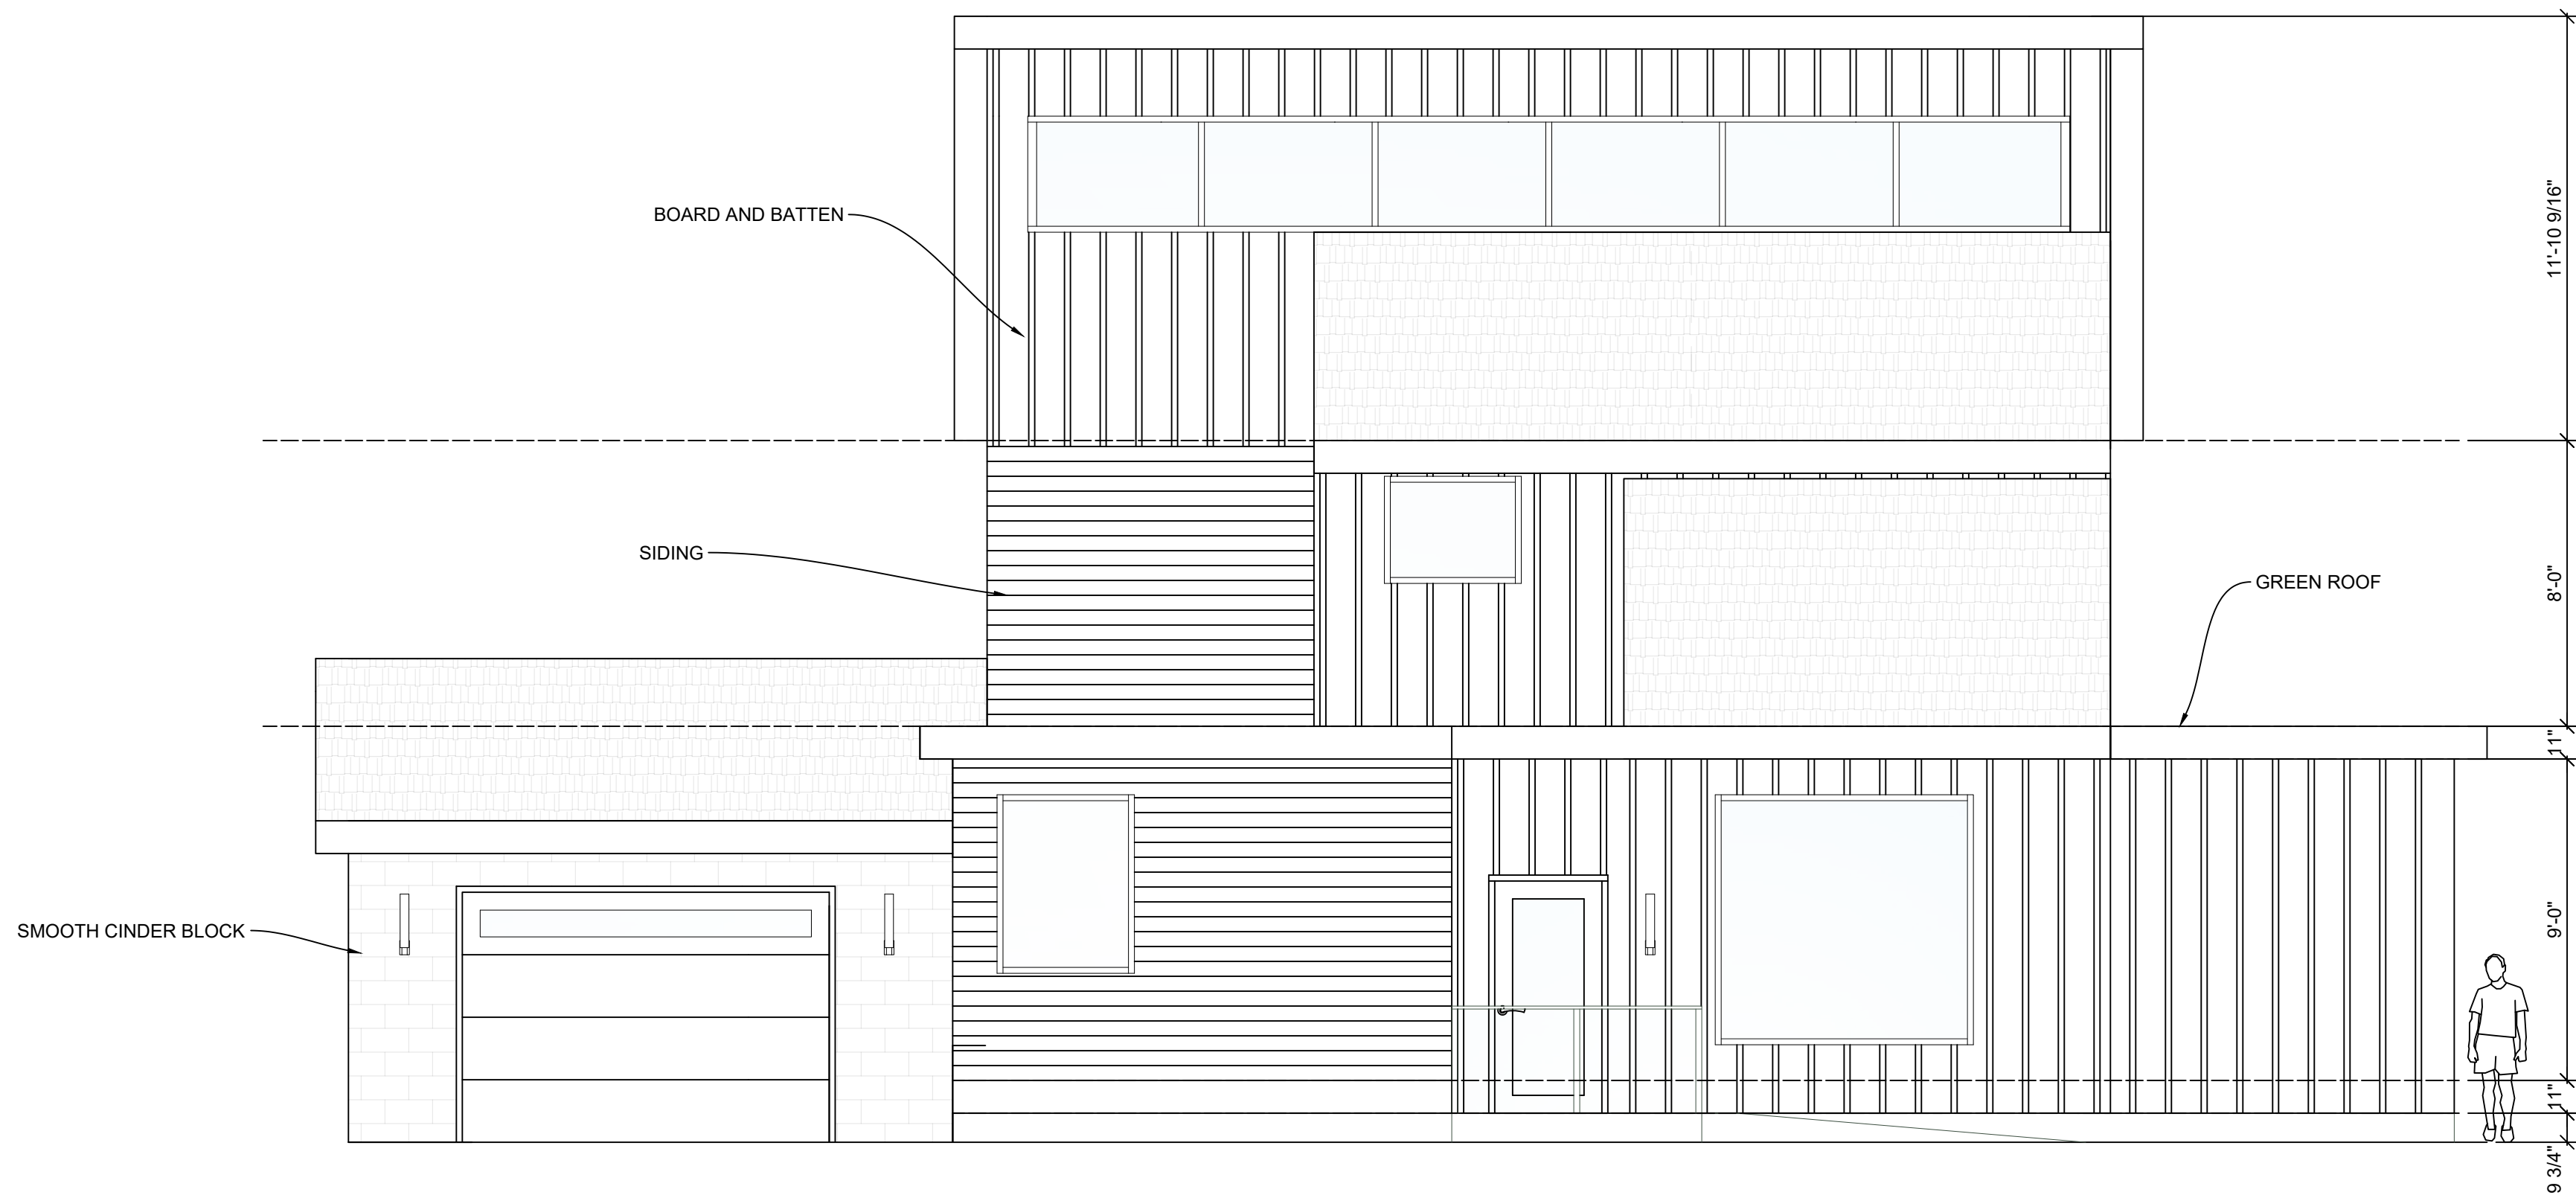 BOARD AND BATTEN
11'-10 9/16"
SIDING
8'-0"
GREEN ROOF
11"
SMOOTH CINDER BLOCK
9'-0"
11"
9 3/4"